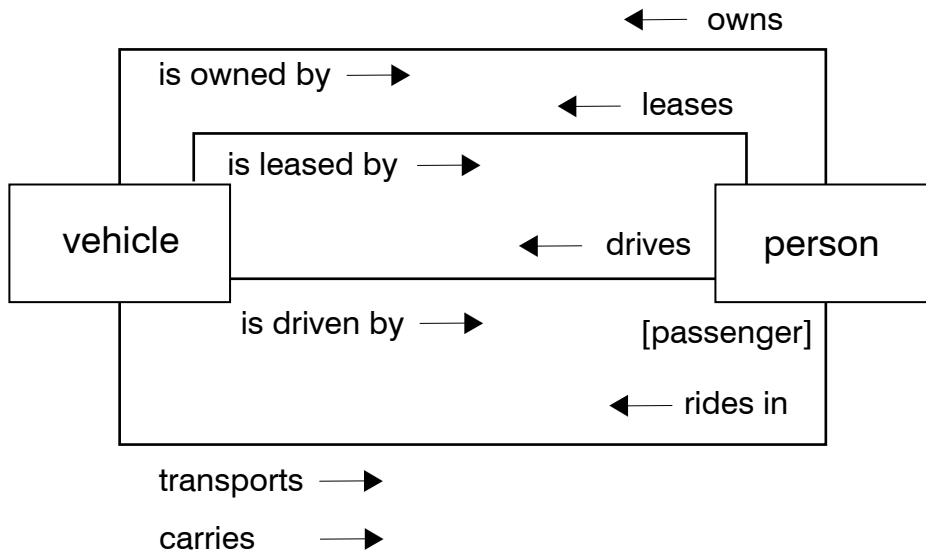 owns
is owned by
leases
is leased by
vehicle
person
drives
is driven by
[passenger]
rides in
transports
carries